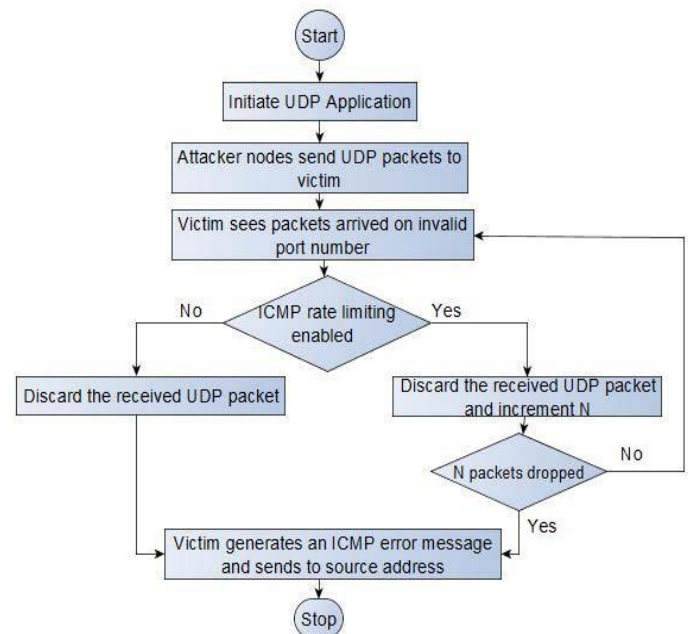 Start
Initiate UDP Application
Attacker nodes send UDP packets to
victim
Victim sees packets arrived on invalid
port number
ICMP rate limiting
enabled
No
Yes
Discard the received UDP packet
Discard the received UDP packet
and increment N
N packets dropped
No
Yes
Victim generates an ICMP error message
and sends to source address
Stop